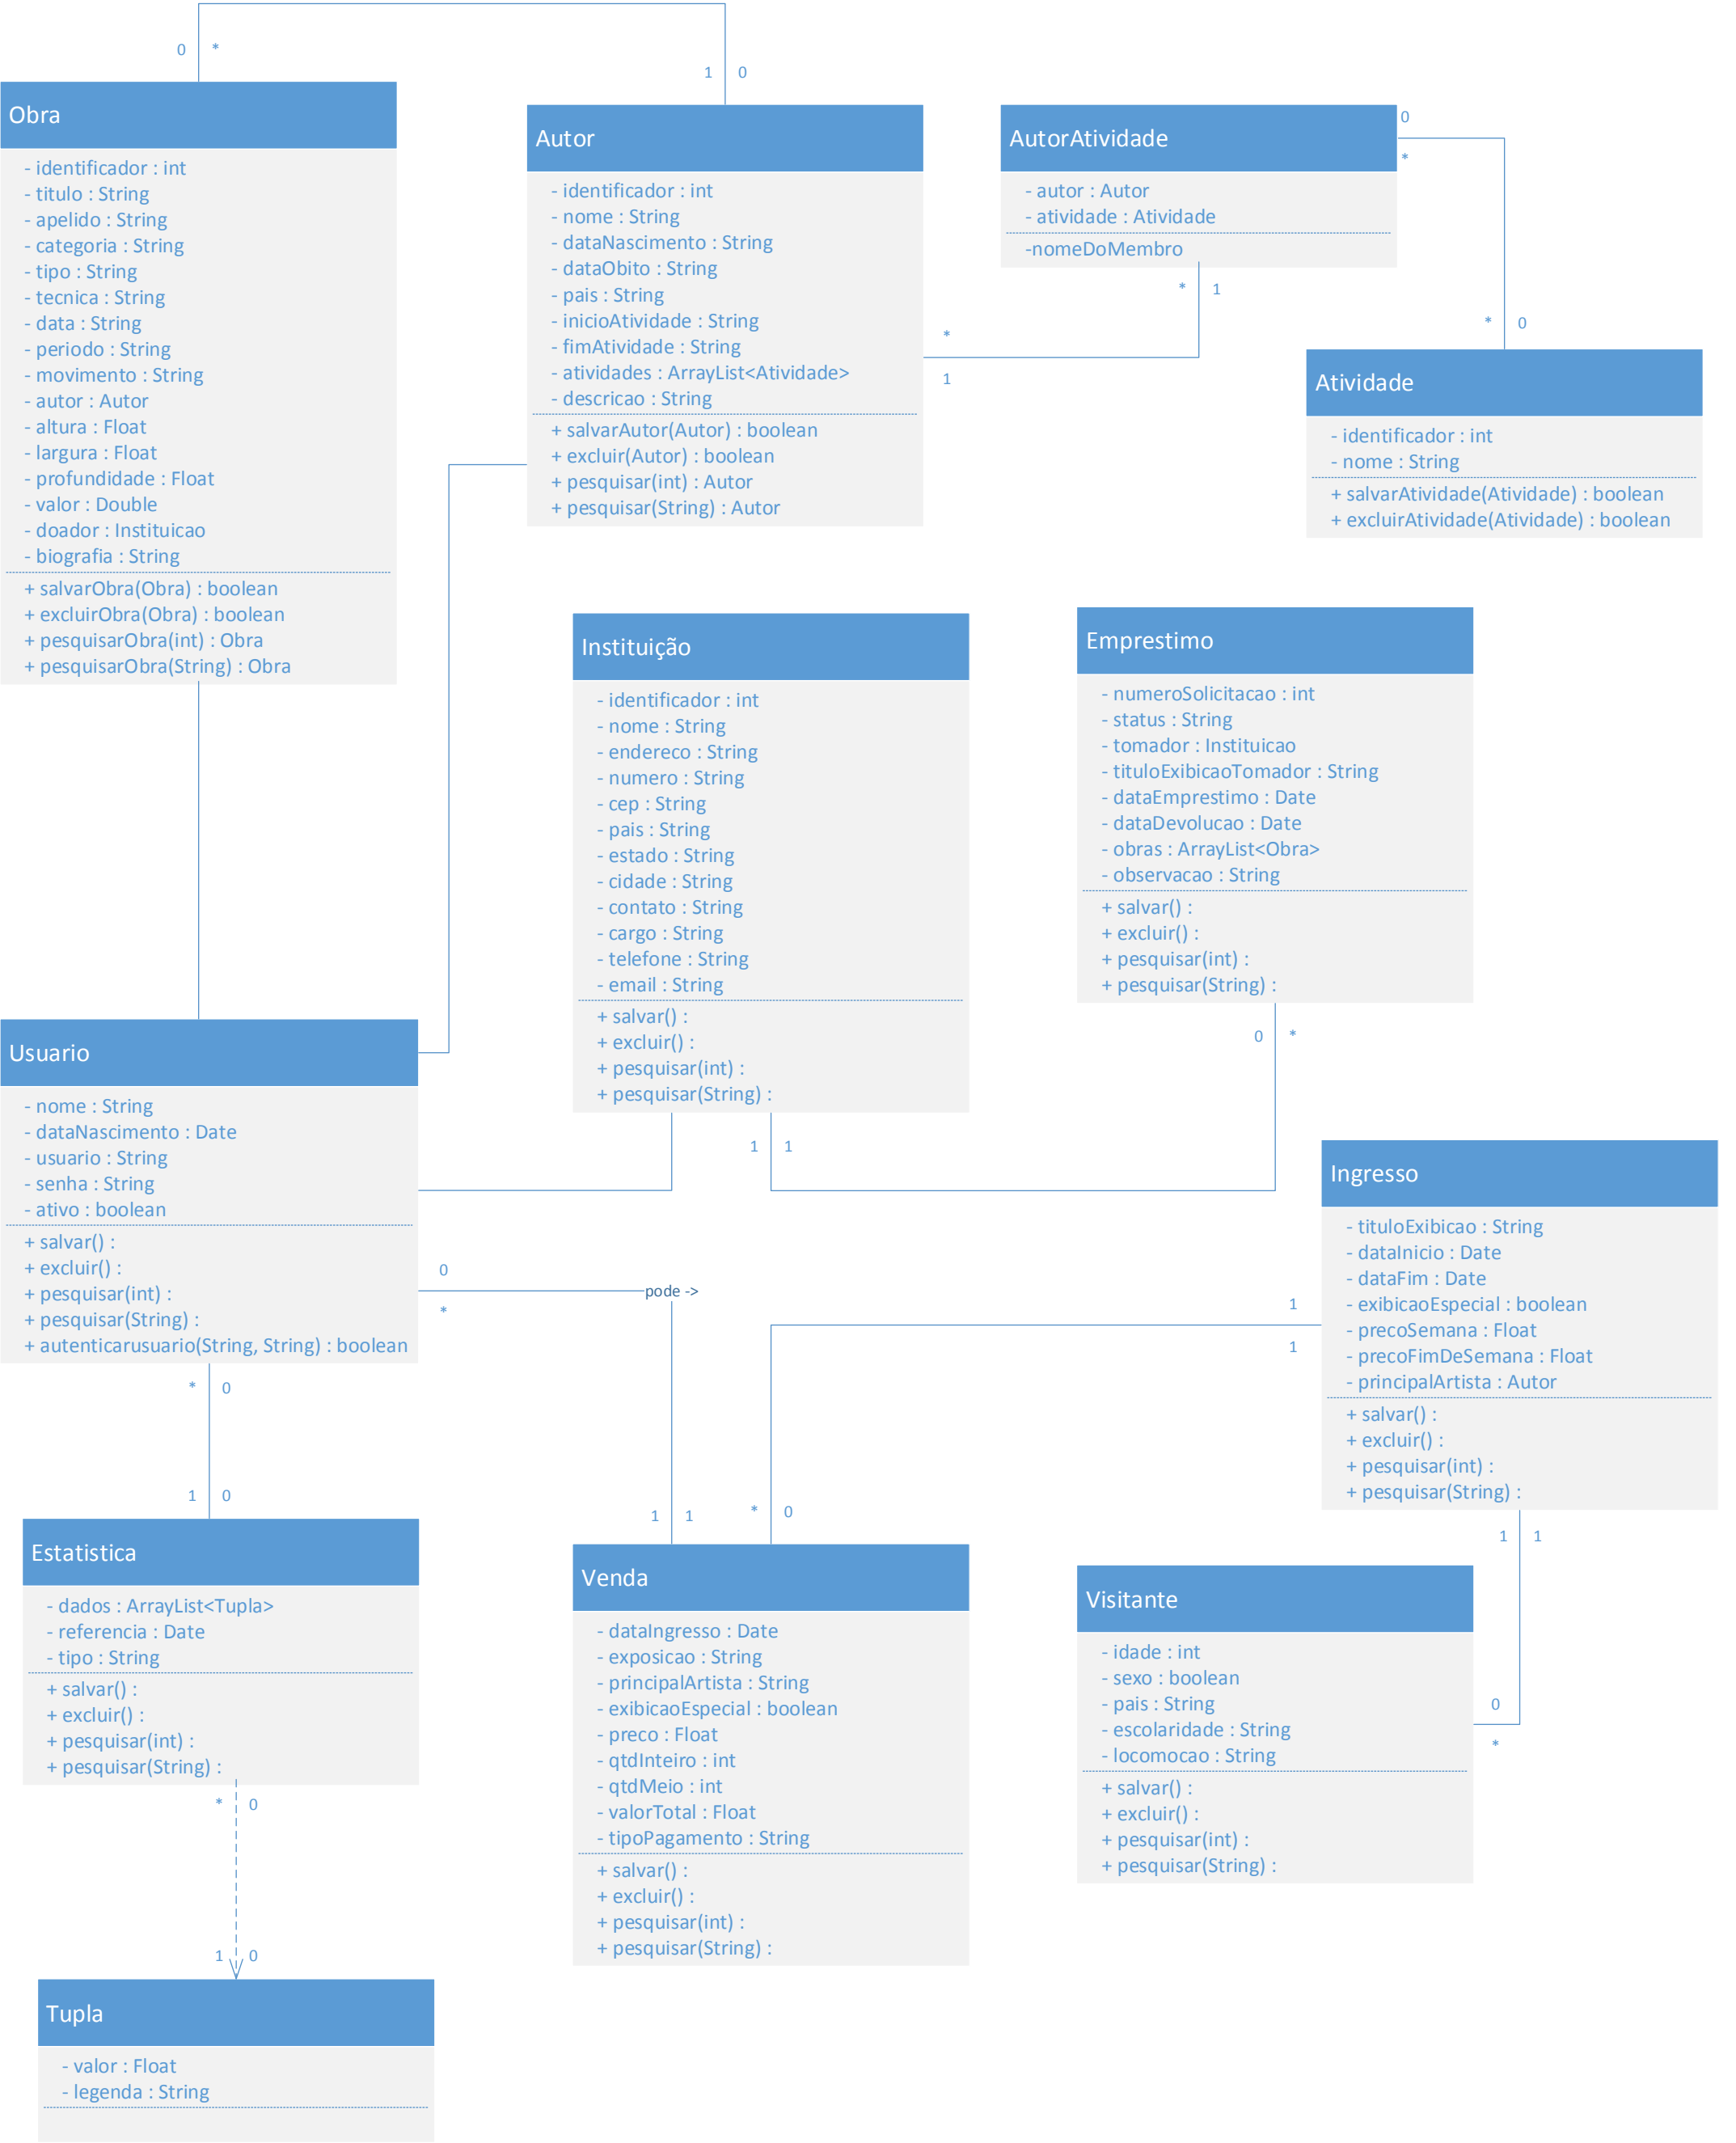 0 *
1 0
Obra
- identificador : int
- titulo : String
- apelido : String
- categoria : String
- tipo : String
- tecnica : String
- data : String
- periodo : String
- movimento : String
- autor : Autor
- altura : Float
- largura : Float
- profundidade : Float
- valor : Double
- doador : Instituicao
- biografia : String
+ salvarObra(Obra) : boolean
+ excluirObra(Obra) : boolean
+ pesquisarObra(int) : Obra
+ pesquisarObra(String) : Obra
Autor
- identificador : int
- nome : String
- dataNascimento : String
- dataObito : String
- pais : String
- inicioAtividade : String
- fimAtividade : String
- atividades : ArrayList<Atividade>
- descricao : String
+ salvarAutor(Autor) : boolean
+ excluir(Autor) : boolean
+ pesquisar(int) : Autor
+ pesquisar(String) : Autor
AutorAtividade
- autor : Autor
- atividade : Atividade
-nomeDoMembro
0
*
* 1
*
1
* 0
Atividade
- identificador : int
- nome : String
+ salvarAtividade(Atividade) : boolean
+ excluirAtividade(Atividade) : boolean
Instituição
- identificador : int
- nome : String
- endereco : String
- numero : String
- cep : String
- pais : String
- estado : String
- cidade : String
- contato : String
- cargo : String
- telefone : String
- email : String
+ salvar() :
+ excluir() :
+ pesquisar(int) :
+ pesquisar(String) :
1 1
Emprestimo
- numeroSolicitacao : int
- status : String
- tomador : Instituicao
- tituloExibicaoTomador : String
- dataEmprestimo : Date
- dataDevolucao : Date
- obras : ArrayList<Obra>
- observacao : String
+ salvar() :
+ excluir() :
+ pesquisar(int) :
+ pesquisar(String) :
0 *
Usuario
- nome : String
- dataNascimento : Date
- usuario : String
- senha : String
- ativo : boolean
+ salvar() :
+ excluir() :
+ pesquisar(int) :
+ pesquisar(String) :
+ autenticarusuario(String, String) : boolean
0
*
pode ->
* 0
1 0
1 1
* 0
Ingresso
- tituloExibicao : String
- dataInicio : Date
- dataFim : Date
- exibicaoEspecial : boolean
- precoSemana : Float
- precoFimDeSemana : Float
- principalArtista : Autor
+ salvar() :
+ excluir() :
+ pesquisar(int) :
+ pesquisar(String) :
1
1
1 1
Estatistica
- dados : ArrayList<Tupla>
- referencia : Date
- tipo : String
+ salvar() :
+ excluir() :
+ pesquisar(int) :
+ pesquisar(String) :
* 0
1 0
Venda
- dataIngresso : Date
- exposicao : String
- principalArtista : String
- exibicaoEspecial : boolean
- preco : Float
- qtdInteiro : int
- qtdMeio : int
- valorTotal : Float
- tipoPagamento : String
+ salvar() :
+ excluir() :
+ pesquisar(int) :
+ pesquisar(String) :
Visitante
- idade : int
- sexo : boolean
- pais : String
- escolaridade : String
- locomocao : String
+ salvar() :
+ excluir() :
+ pesquisar(int) :
+ pesquisar(String) :
0
*
Tupla
- valor : Float
- legenda : String